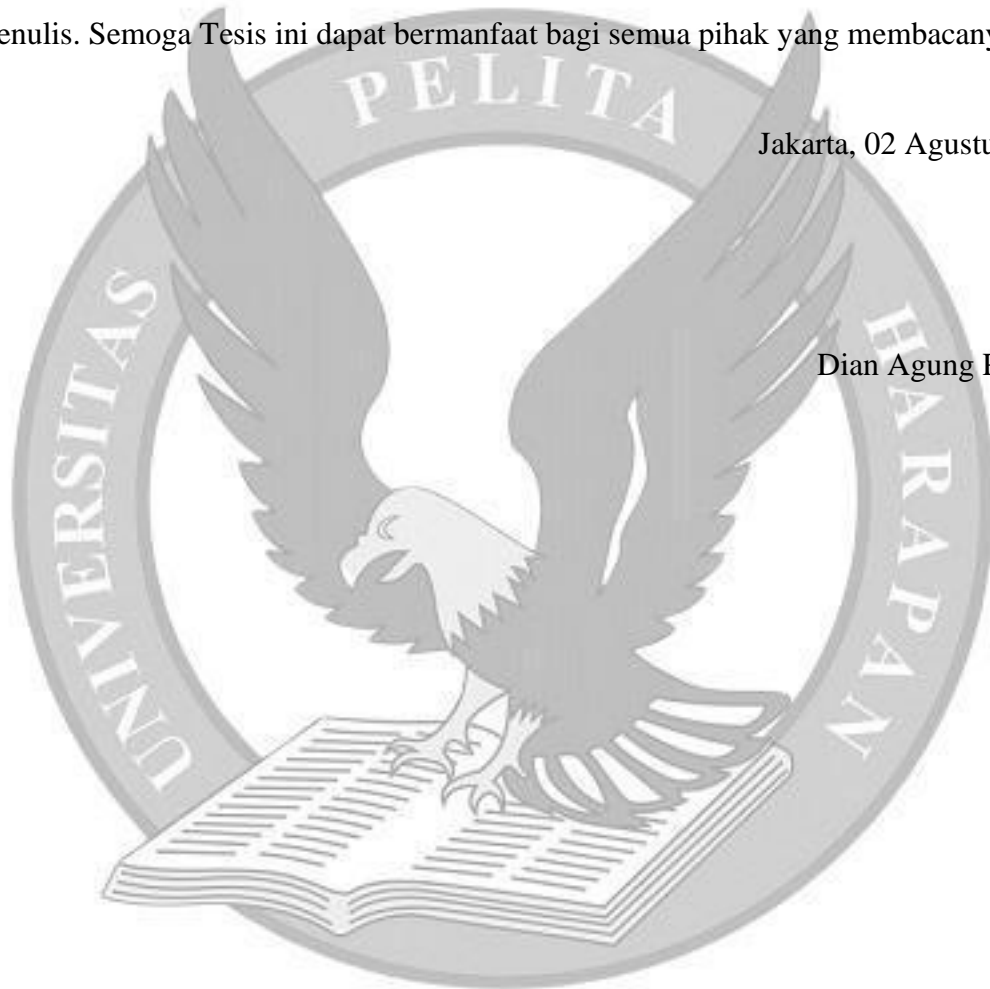 enulis. Semoga Tesis ini dapat bermanfaat bagi semua pihak yang membacany
Jakarta, 02 Agustu
Dian Agung
UNIVERSITAS PELITA HARAPAN